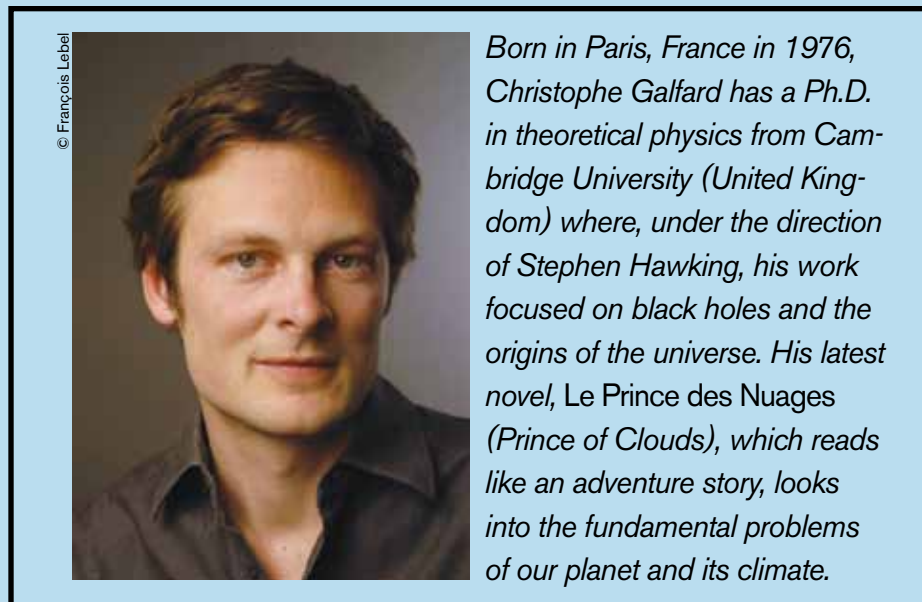 © François Lebel
Born in Paris, France in 1976,
Christophe Galfard has a Ph.D.
in theoretical physics from Cam-
bridge University (United King-
dom) where, under the direction
of Stephen Hawking, his work
focused on black holes and the
origins of the universe. His latest
novel, Le Prince des Nuages
(Prince of Clouds), which reads
like an adventure story, looks
into the fundamental problems
of our planet and its climate.